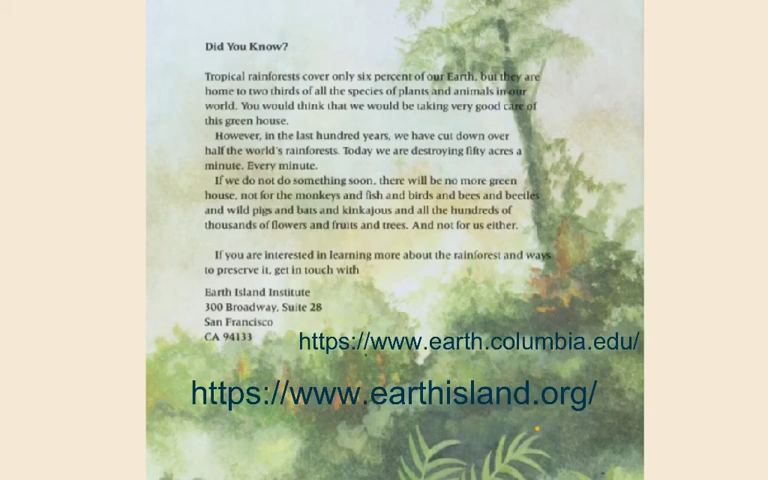 Did You Know?
Tropical rainforests cover only six percent of our Earth, but they are
home to two thirds of all the species of plants and animals in our
world. You would think that we would be taking very good care of
this green house.
However, in the last hundred years, we have cut down over
half the world's rainforests. Today we are destroying fifty acres a
minute. Every minute.
If we do not do something soon, there will be no more green
house, not for the monkeys and fish and birds and bees and beetles
and wild pigs and bats and kinkajous and all the hundreds of
thousands of flowers and fruits and trees. And not for us either.
If you are interested in learning more about the rainforest and ways
to preserve it, get in touch with
Earth Island Institute
300 Broadway, Suite 28
San Francisco
CA 94133
https://www.earth.columbia.edu/
https://www.earthisland.org/